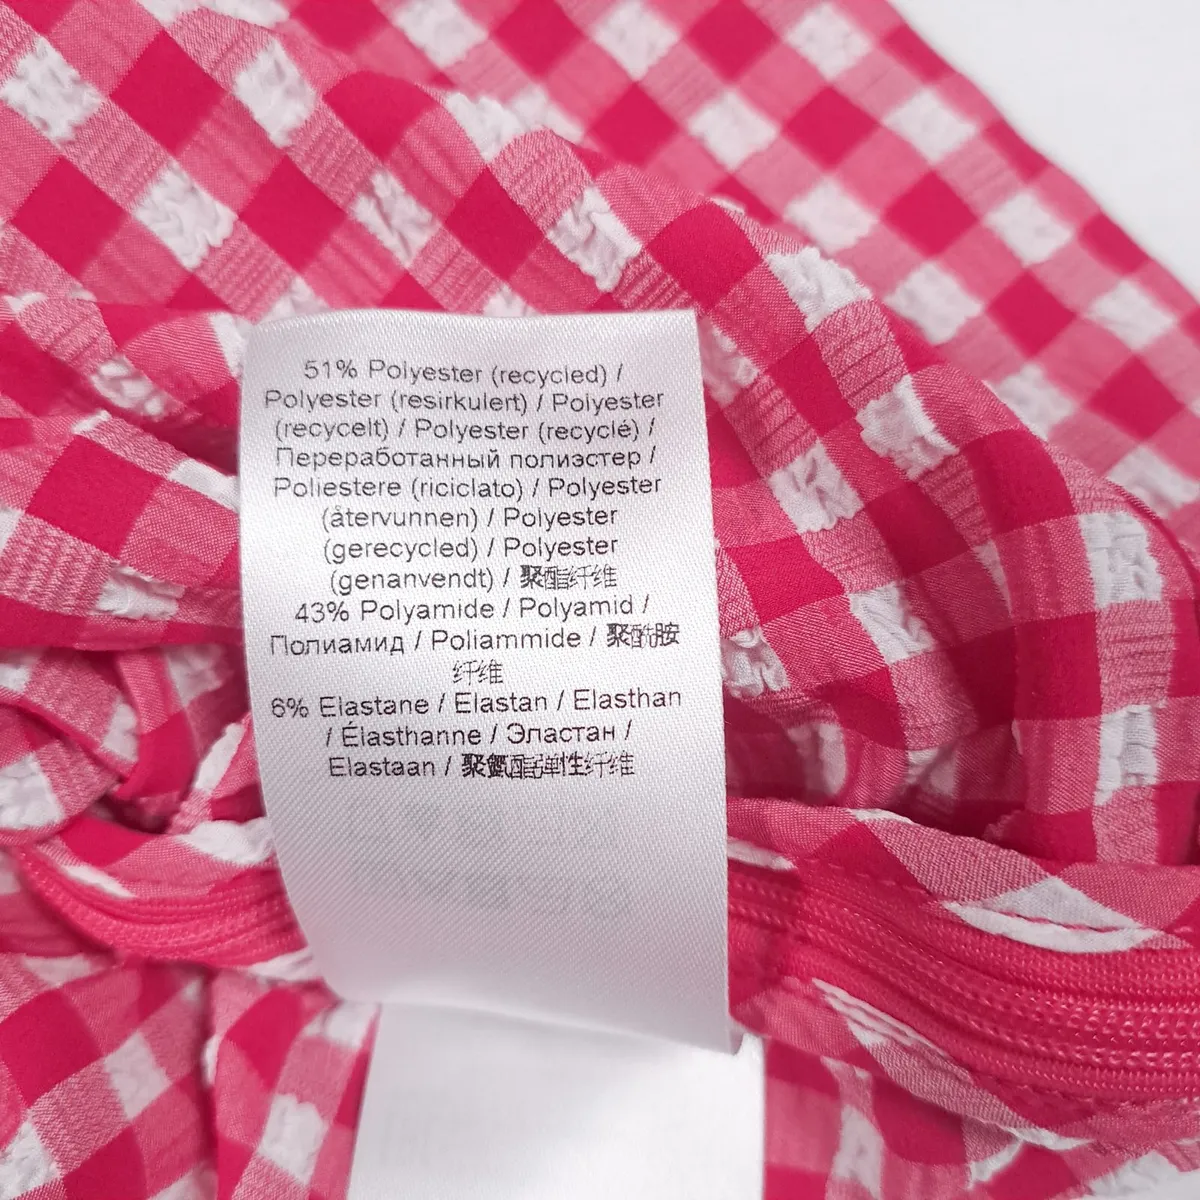 51% Polyester (recycled) /
Polyester (resirkulert) / Polyester
(recycelt) / Polyester (recyclé) /
Переработанный полиэстер /
Poliestere (riciclato) / Polyester
(återvunnen) / Polyester
(gerecycled) / Polyester
(genanvendt) / 聚酯纤维
43% Polyamide / Polyamid /
Полиамид / Poliammide / 聚酰胺
纤维
6% Elastane / Elastan / Elasthan
/ Élasthanne / Эластан /
Elastaan / 聚氨酯弹性纤维